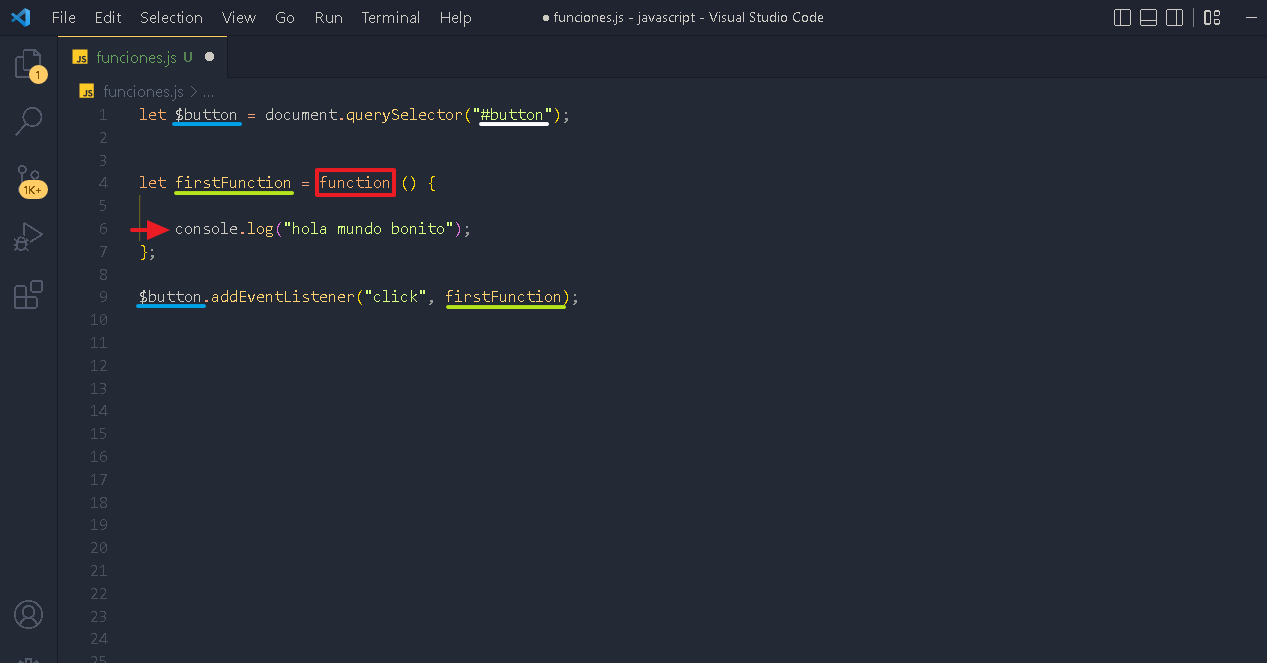 File Edit Selection View Go Run Terminal Help ● funciones.js - javascript - Visual Studio Code
JS funciones.js U ●
1
JS funciones.js > ...
1 let $button = document.querySelector("#button");
2
3
4 let firstFunction = function () {
5
6 console.log("hola mundo bonito");
7 };
8
9 $button.addEventListener("click", firstFunction);
10
11
12
13
14
15
16
17
18
19
20
21
22
23
24
25
1K+